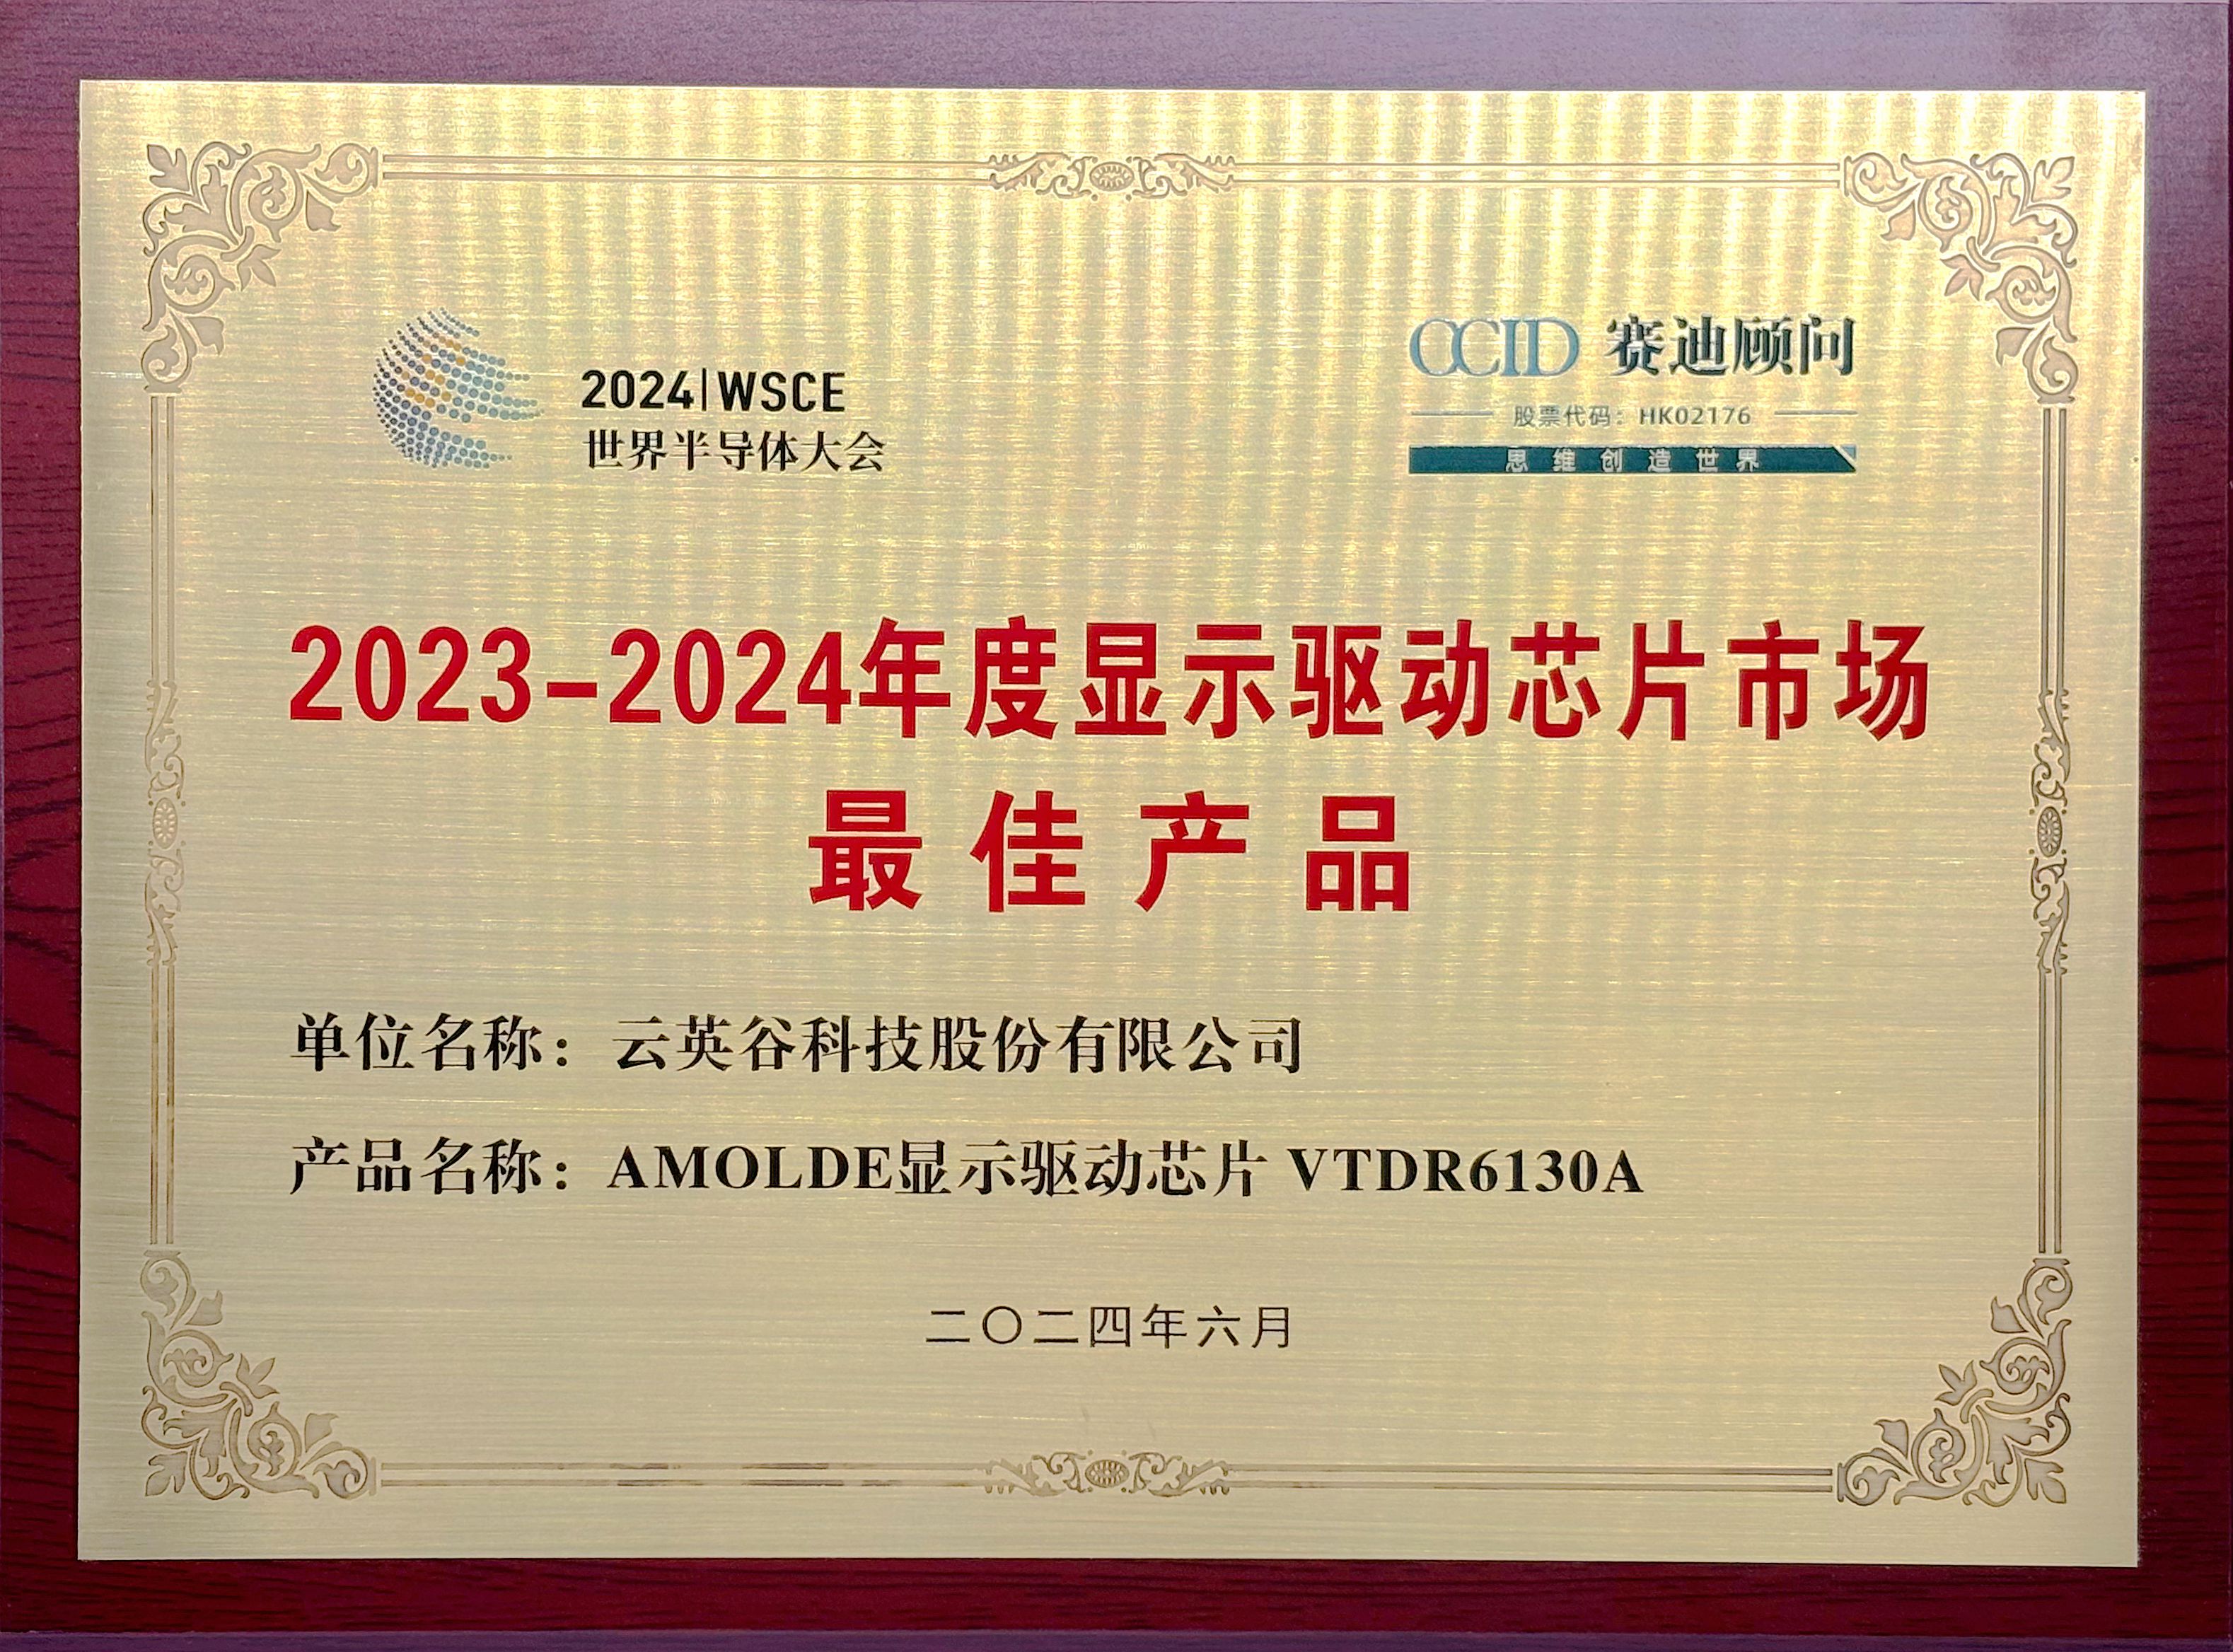 2024|WSCE
世界半导体大会
CCID 赛迪顾问
股票代码：HK02176
思维创造世界
2023-2024年度显示驱动芯片市场
最佳产品
单位名称：云英谷科技股份有限公司
产品名称：AMOLDE显示驱动芯片 VTDR6130A
二〇二四年六月